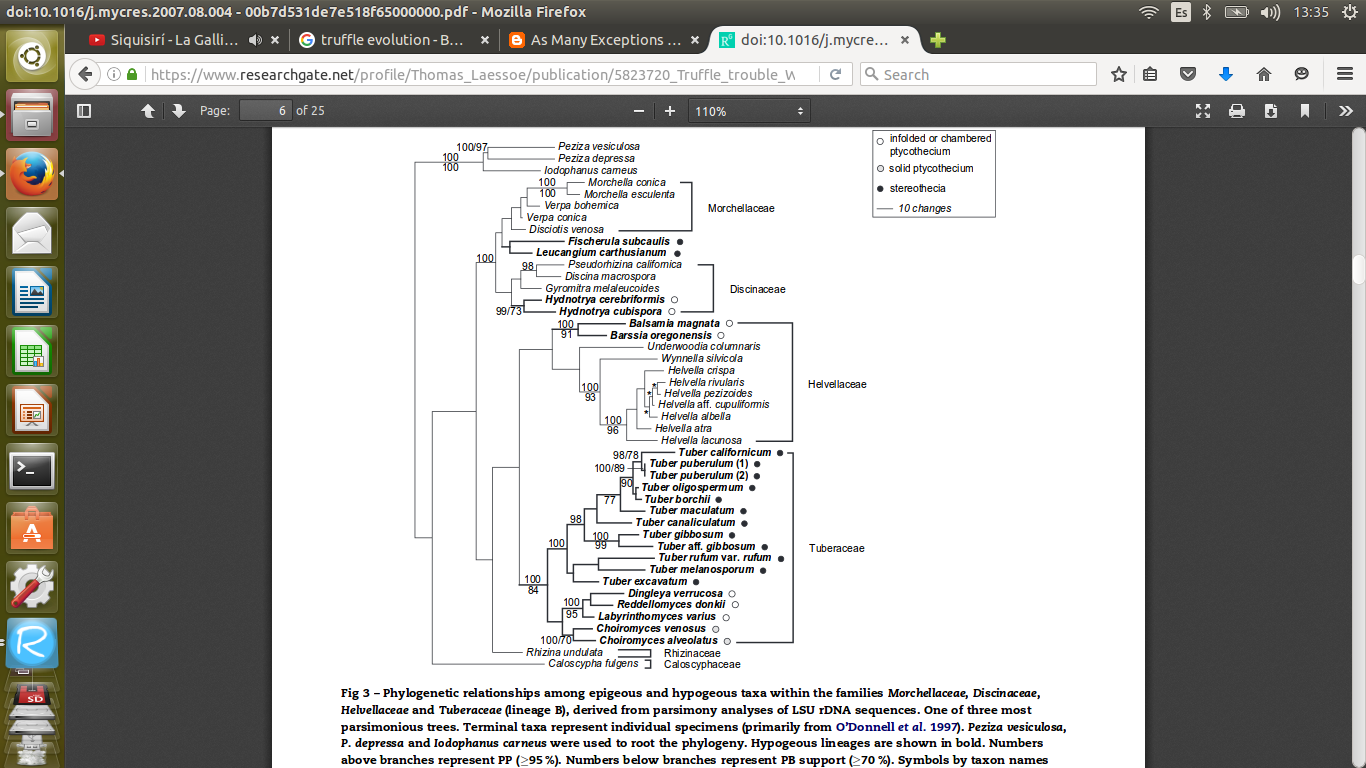 doi:10.1016/j.mycres.2007.08.004 - 00b7d531de7e518f65000000.pdf - Mozilla Firefox
Es
13:35
Siquisirí - La Galli...
truffle evolution - B...
As Many Exceptions ...
doi:10.1016/j.mycre...
https://www.researchgate.net/profile/Thomas_Laessoe/publication/5823720_Truffle_trouble_W
Search
Page: 6 of 25
110%
infolded or chambered
ptycothecium
solid ptycothecium
stereothecia
10 changes
100/97
Peziza vesiculosa
Peziza depressa
100
100
Iodophanus carneus
100
100
Morchella conica
Morchella esculenta
Verpa bohemica
Verpa conica
Disciotis venosa
Morchellaceae
Fischerula subcaulis
Leucangium carthusianum
100
98
Pseudorhizina californica
Discina macrospora
Gyromitra melaleucoides
Hydnotrya cerebriformis
99/73
Hydnotrya cubispora
Discinaceae
100
91
Balsamia magnata
Barssia oregonensis
Underwoodia columnaris
Wynnella silvicola
Helvella crispa
* Helvella rivularis
100
93
* Helvella pezizoides
Helvella aff. cupuliformis
* Helvella albella
100
96
Helvella atra
Helvella lacunosa
Helvellaceae
98/78
Tuber californicum
Tuber puberulum (1)
100/89
Tuber puberulum (2)
90
Tuber oligospermum
77
Tuber borchii
Tuber maculatum
98
Tuber canaliculatum
100
99
Tuber gibbosum
Tuber aff. gibbosum
100
Tuber rufum var. rufum
Tuber melanosporum
Tuber excavatum
Tuberaceae
100
84
Dingleya verrucosa
100
95
Reddellomyces donkii
Labyrinthomyces varius
Choiromyces venosus
100/70
Choiromyces alveolatus
Rhizina undulata
Rhizinaceae
Caloscypha fulgens
Caloscyphaceae
Fig 3 – Phylogenetic relationships among epigeous and hypogeous taxa within the families Morchellaceae, Discinaceae,
Helvellaceae and Tuberaceae (lineage B), derived from parsimony analyses of LSU rDNA sequences. One of three most
parsimonious trees. Terminal taxa represent individual specimens (primarily from O'Donnell et al. 1997). Peziza vesiculosa,
P. depressa and Iodophanus carneus were used to root the phylogeny. Hypogeous lineages are shown in bold. Numbers
above branches represent PP (≥95 %). Numbers below branches represent PB support (≥70 %). Symbols by taxon names